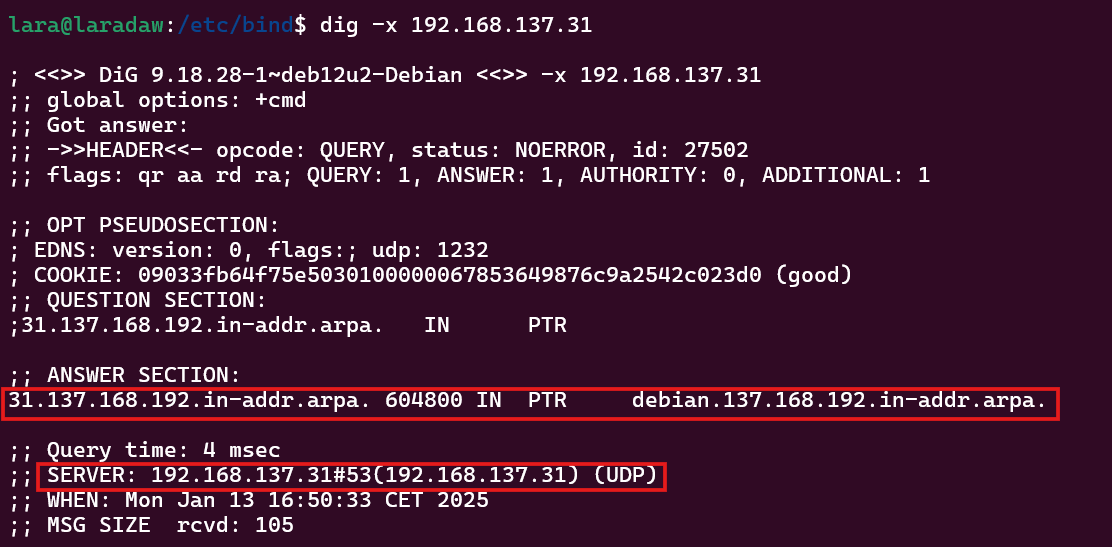 lara@laradaw:/etc/bind$ dig -x 192.168.137.31
; <<>> DiG 9.18.28-1~deb12u2-Debian <<>> -x 192.168.137.31
;; global options: +cmd
;; Got answer:
;; ->>HEADER<<- opcode: QUERY, status: NOERROR, id: 27502
;; flags: qr aa rd ra; QUERY: 1, ANSWER: 1, AUTHORITY: 0, ADDITIONAL: 1
;; OPT PSEUDOSECTION:
; EDNS: version: 0, flags:; udp: 1232
; COOKIE: 09033fb64f75e5030100000067853649876c9a2542c023d0 (good)
;; QUESTION SECTION:
;31.137.168.192.in-addr.arpa. IN PTR
;; ANSWER SECTION:
31.137.168.192.in-addr.arpa. 604800 IN PTR debian.137.168.192.in-addr.arpa.
;; Query time: 4 msec
;; SERVER: 192.168.137.31#53(192.168.137.31) (UDP)
;; WHEN: Mon Jan 13 16:50:33 CET 2025
;; MSG SIZE rcvd: 105